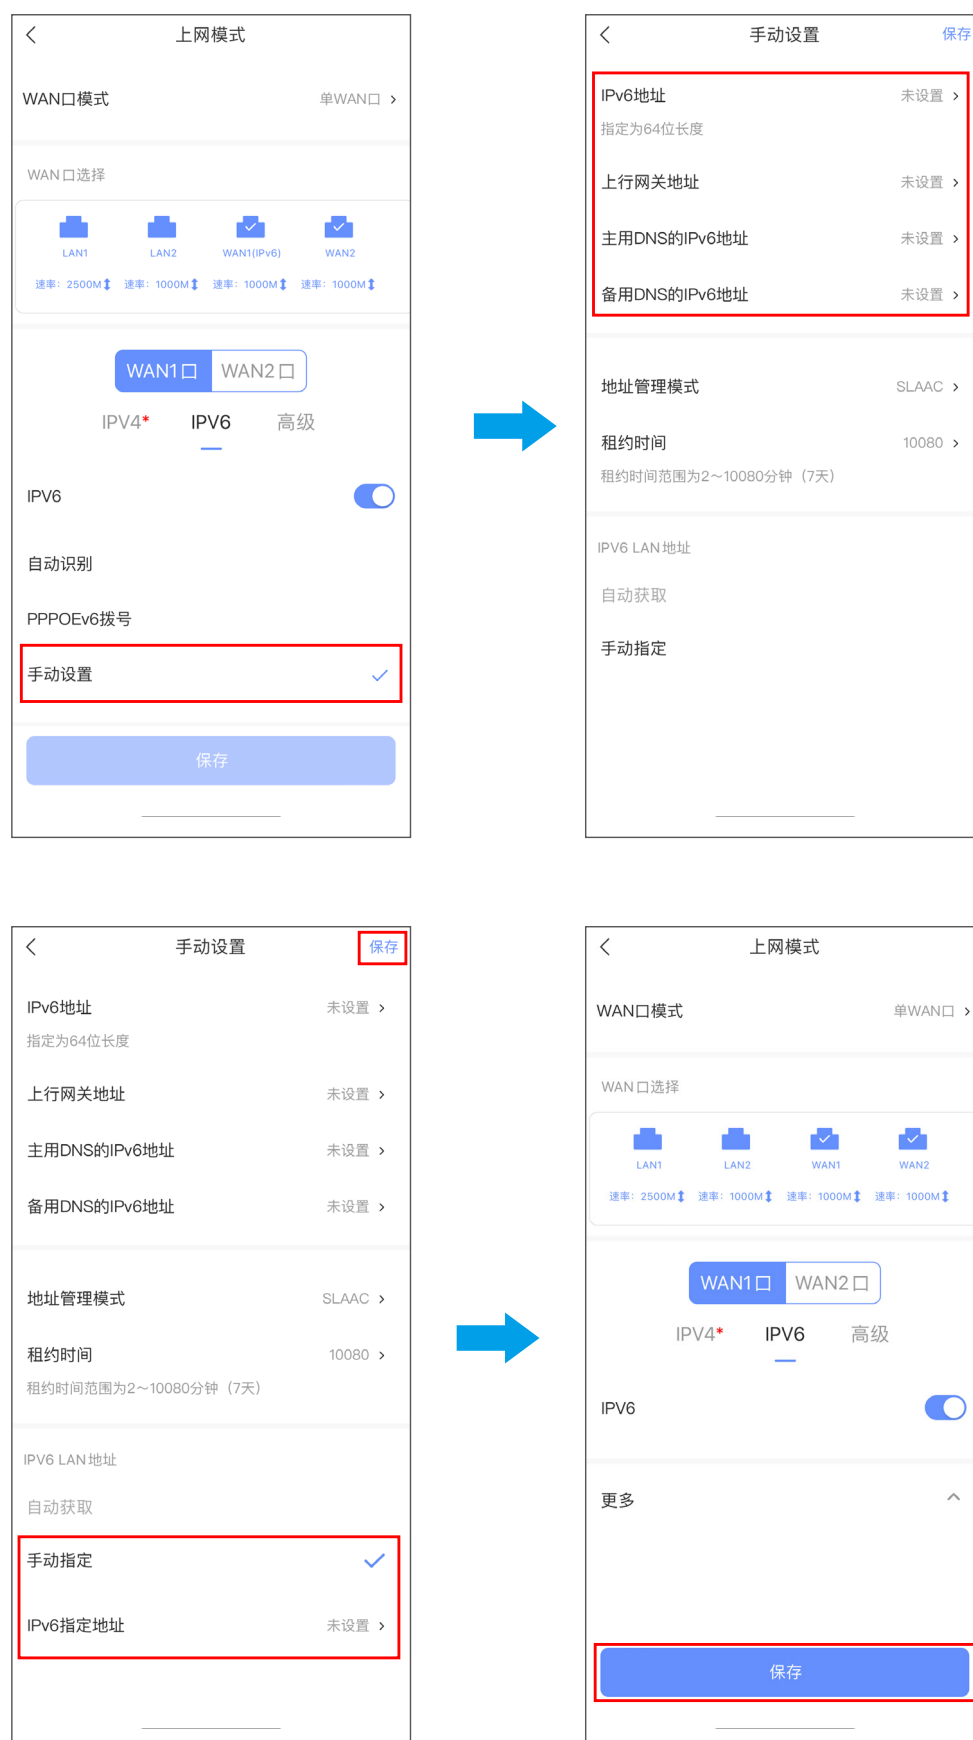 上网模式
WAN口模式 单WAN口
WAN口选择
LAN1 LAN2 WAN1(IPv6) WAN2
速率：2500M 速率：1000M 速率：1000M 速率：1000M
WAN1口 WAN2口
IPV4* IPV6 高级
IPV6
自动识别
PPPOEv6拨号
手动设置
保存
手动设置 保存
IPv6地址 未设置
指定为64位长度
上行网关地址 未设置
主用DNS的IPv6地址 未设置
备用DNS的IPv6地址 未设置
地址管理模式 SLAAC
租约时间 10080
租约时间范围为2～10080分钟（7天）
IPV6 LAN地址
自动获取
手动指定
手动设置 保存
IPv6地址 未设置
指定为64位长度
上行网关地址 未设置
主用DNS的IPv6地址 未设置
备用DNS的IPv6地址 未设置
地址管理模式 SLAAC
租约时间 10080
租约时间范围为2～10080分钟（7天）
IPV6 LAN地址
自动获取
手动指定
IPv6指定地址 未设置
上网模式
WAN口模式 单WAN口
WAN口选择
LAN1 LAN2 WAN1 WAN2
速率：2500M 速率：1000M 速率：1000M 速率：1000M
WAN1口 WAN2口
IPV4* IPV6 高级
IPV6
更多
保存